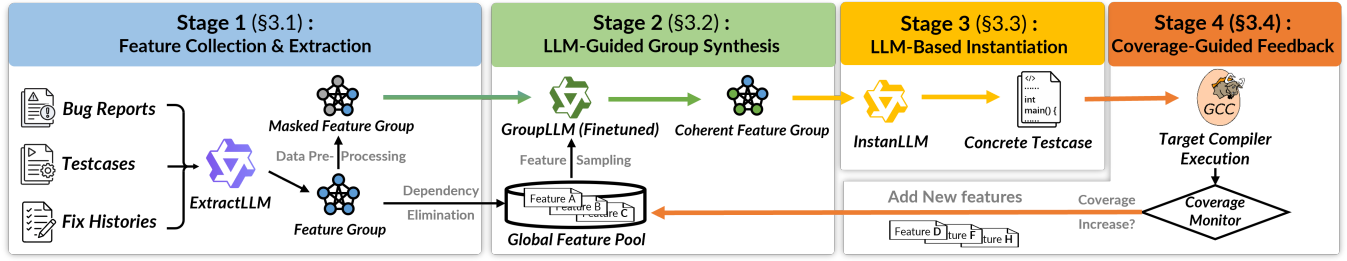 Stage 1 (§3.1) :
Feature Collection & Extraction
Bug Reports
Testcases
Fix Histories
ExtractLLM
Masked Feature Group
Data Pre-Processing
Feature Group
Dependency
Elimination
Stage 2 (§3.2) :
LLM-Guided Group Synthesis
GroupLLM (Finetuned)
Coherent Feature Group
Feature Sampling
Feature A
Feature B
Feature C
Global Feature Pool
Stage 3 (§3.3) :
LLM-Based Instantiation
InstanLLM
</>
......
int
main() {
......
Concrete Testcase
Stage 4 (§3.4) :
Coverage-Guided Feedback
GCC
Target Compiler
Execution
Coverage
Monitor
Coverage
Increase?
Add New features
Feature D
ture F
ture H